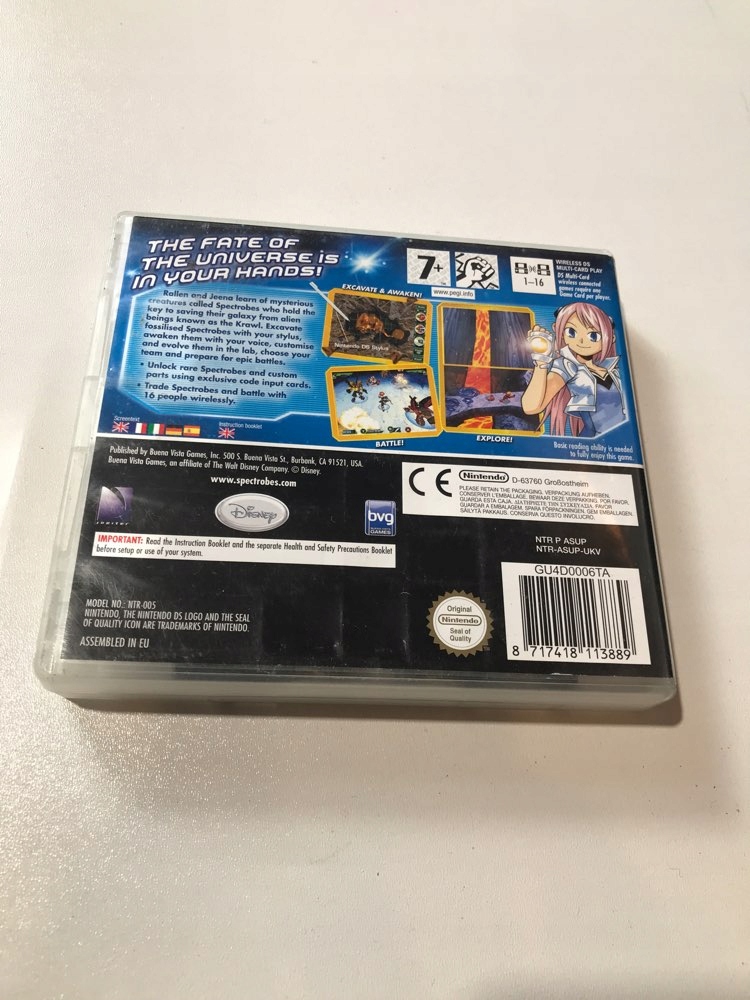 THE FATE OF
THE UNIVERSE IS
IN YOUR HANDS!
Rallen and Jeena learn of mysterious
creatures called Spectrobes who hold the
key to saving their galaxy from alien
beings known as the Krawl. Excavate
fossilised Spectrobes with your stylus,
awaken them with your voice, customise
and evolve them in the lab, choose your
team and prepare for epic battles.
• Unlock rare Spectrobes and custom
parts using exclusive code input cards.
• Trade Spectrobes and battle with
16 people wirelessly.
Screentext
Instruction booklet
EXCAVATE & AWAKEN!
Nintendo DS Stylus
BATTLE!
EXPLORE!
7+
www.pegi.info
1–16
WIRELESS DS
MULTI-CARD PLAY
DS Multi-Card
wireless connected
games require one
Game Card per player.
Basic reading ability is needed
to fully enjoy this game.
Published by Buena Vista Games, Inc. 500 S. Buena Vista St., Burbank, CA 91521, USA.
Buena Vista Games, an affiliate of The Walt Disney Company. © Disney.
www.spectrobes.com
jupiter
Disney
bvg
GAMES
IMPORTANT: Read the Instruction Booklet and the separate Health and Safety Precautions Booklet
before setup or use of your system.
CE
Nintendo D-63760 Großostheim
PLEASE RETAIN THE PACKAGING. VERPACKUNG AUFHEBEN.
CONSERVER L'EMBALLAGE. BEWAAR DEZE VERPAKKING. POR FAVOR,
GUARDA ESTA CAJA. ΔΙΑΤΗΡΗΣΤΕ ΤΗΝ ΣΥΣΚΕΥΑΣΙΑ. FAVOR
GUARDAR A EMBALAGEM. SPARA FÖRPACKNINGEN. GEM EMBALLAGEN.
SÄILYTÄ PAKKAUS. CONSERVA QUESTO INVOLUCRO.
NTR P ASUP
NTR-ASUP-UKV
GU4D0006TA
8 717418 113889
MODEL NO.: NTR-005
NINTENDO, THE NINTENDO DS LOGO AND THE SEAL
OF QUALITY ICON ARE TRADEMARKS OF NINTENDO.
ASSEMBLED IN EU
Original
Nintendo
Seal of
Quality